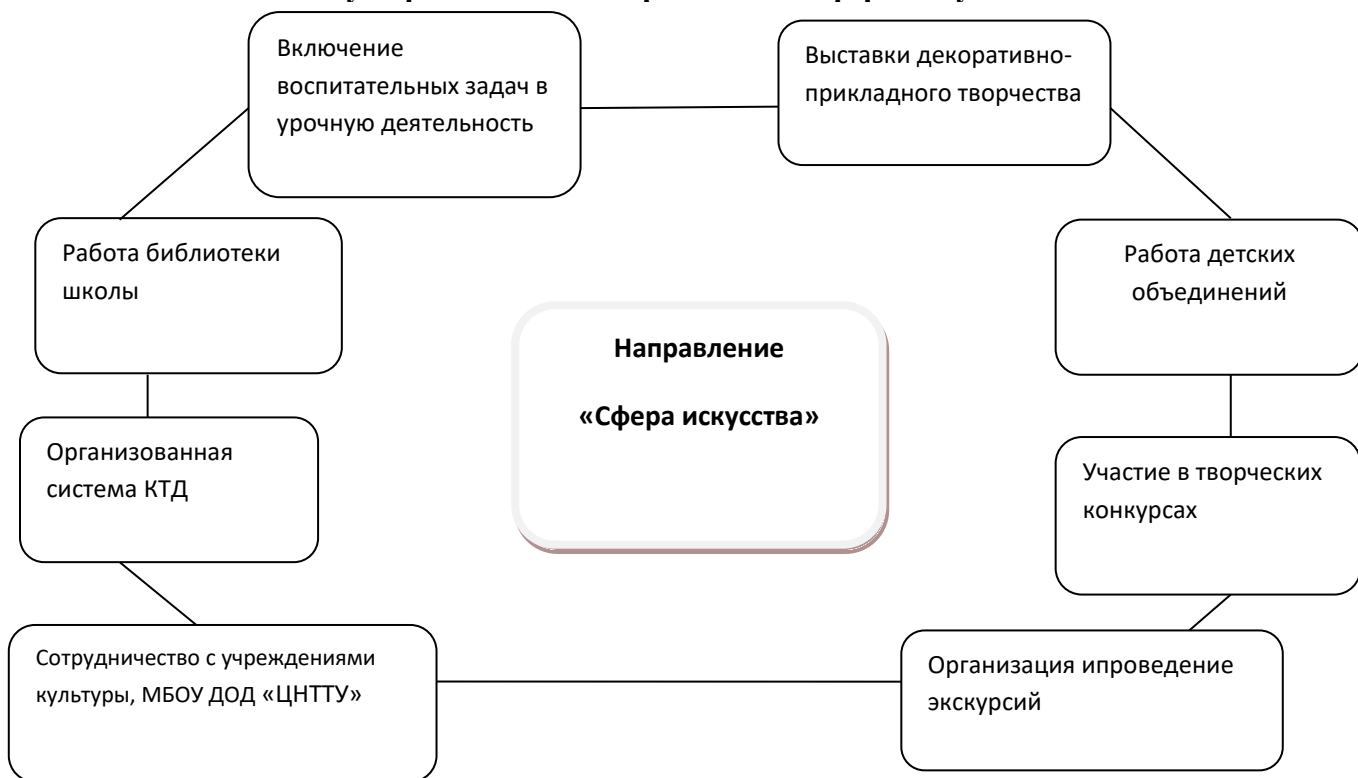 Включение
воспитательных задач в
урочную деятельность
Выставки декоративно-
прикладного творчества
Работа библиотеки
школы
Работа детских
объединений
Направление
«Сфера искусства»
Организованная
система КТД
Участие в творческих
конкурсах
Сотрудничество с учреждениями
культуры, МБОУ ДОД «ЦНТТУ»
Организация ипроведение
экскурсий